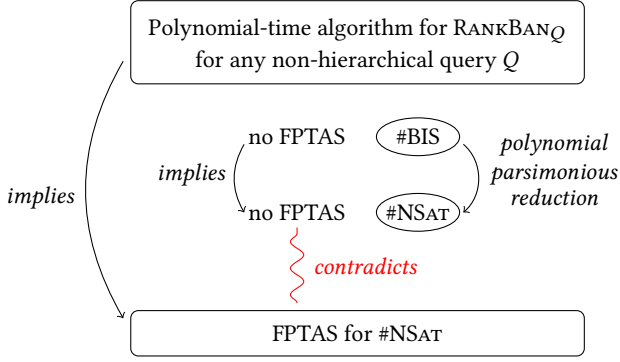 Polynomial-time algorithm for RANKBAN_Q
for any non-hierarchical query Q
no FPTAS #BIS
implies
polynomial
parsimonious
reduction
implies
no FPTAS #NSAT
contradicts
FPTAS for #NSAT